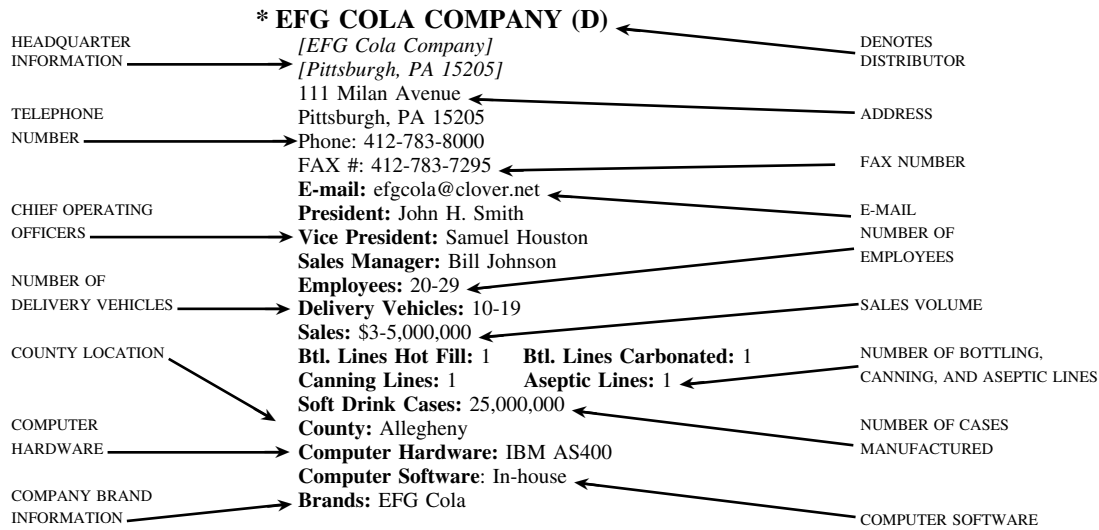 * EFG COLA COMPANY (D)
HEADQUARTER
INFORMATION
[EFG Cola Company]
[Pittsburgh, PA 15205]
DENOTES
DISTRIBUTOR
111 Milan Avenue
ADDRESS
TELEPHONE
NUMBER
Pittsburgh, PA 15205
Phone: 412-783-8000
FAX #: 412-783-7295
FAX NUMBER
E-mail: efgcola@clover.net
E-MAIL
CHIEF OPERATING
OFFICERS
President: John H. Smith
Vice President: Samuel Houston
Sales Manager: Bill Johnson
NUMBER OF
EMPLOYEES
Employees: 20-29
NUMBER OF
DELIVERY VEHICLES
Delivery Vehicles: 10-19
Sales: $3-5,000,000
SALES VOLUME
COUNTY LOCATION
Btl. Lines Hot Fill: 1 Btl. Lines Carbonated: 1
Canning Lines: 1 Aseptic Lines: 1
NUMBER OF BOTTLING,
CANNING, AND ASEPTIC LINES
Soft Drink Cases: 25,000,000
County: Allegheny
NUMBER OF CASES
MANUFACTURED
COMPUTER
HARDWARE
Computer Hardware: IBM AS400
Computer Software: In-house
COMPANY BRAND
INFORMATION
Brands: EFG Cola
COMPUTER SOFTWARE